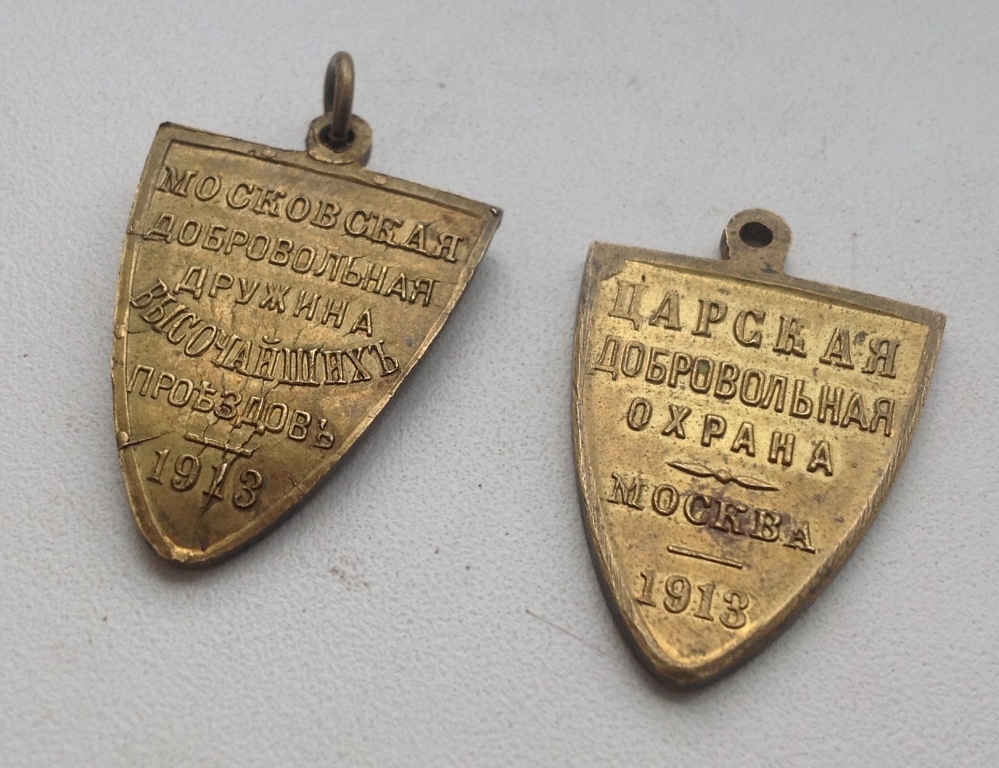 МОСКОВСКАЯ
ДОБРОВОЛЬНАЯ
ДРУЖИНА
ВЫСОЧАЙШИХЪ
ПРОѢЗДОВЪ
1913
ЦАРСКАЯ
ДОБРОВОЛЬНАЯ
ОХРАНА
МОСКВА
1913